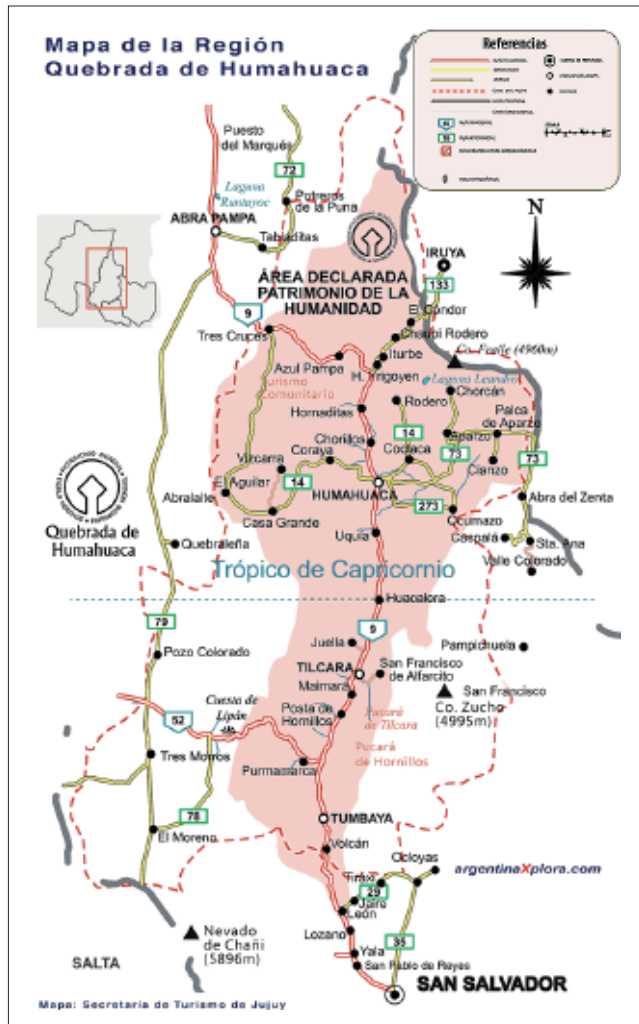 Mapa de la Región
Quebrada de Humahuaca
Referencias
Puesto
del Marqués
72
Laguna
Runtuyoc
Potreros
de la Puna
ABRA PAMPA
Tabladitas
N
IRUYA
133
ÁREA DECLARADA
PATRIMONIO DE LA
HUMANIDAD
9
El Cóndor
Chaupi Rodero
Tres Cruces
Iturbe
Co. Fealle (4960m)
Azul Pampa
H. Irigoyen
Laguna Leandro
Turismo
Comunitario
Rodero
Chorcán
Hornaditas
Palca
de Aparzo
14
Chorillos
Aparzo
Coraya
Coctaca
73
73
Vizcarra
Cianzo
El Aguilar
14
HUMAHUACA
Abralaite
Abra del Zenta
273
Casa Grande
Ocumazo
Quebrada de
Humahuaca
Uquía
Caspalá
Sta. Ana
Quebraleña
Valle Colorado
Trópico de Capricornio
Huacalera
79
9
Juella
Pampichuela
Pozo Colorado
TILCARA
San Francisco
de Alfarcito
Maimará
San Francisco
Cuesta de
Lipán
Co. Zucho
(4995m)
52
Posta de
Hornillos
Pucará
de Tilcara
Pucará
de Hornillos
Tres Morros
Purmamarca
78
TUMBAYA
El Moreno
Volcán
Ocloyas
argentinaXplora.com
Tiraxi
29
Jaire
León
Nevado
de Chañi
(5896m)
Lozano
35
Yala
SALTA
San Pablo de Reyes
SAN SALVADOR
Mapa: Secretaría de Turismo de Jujuy